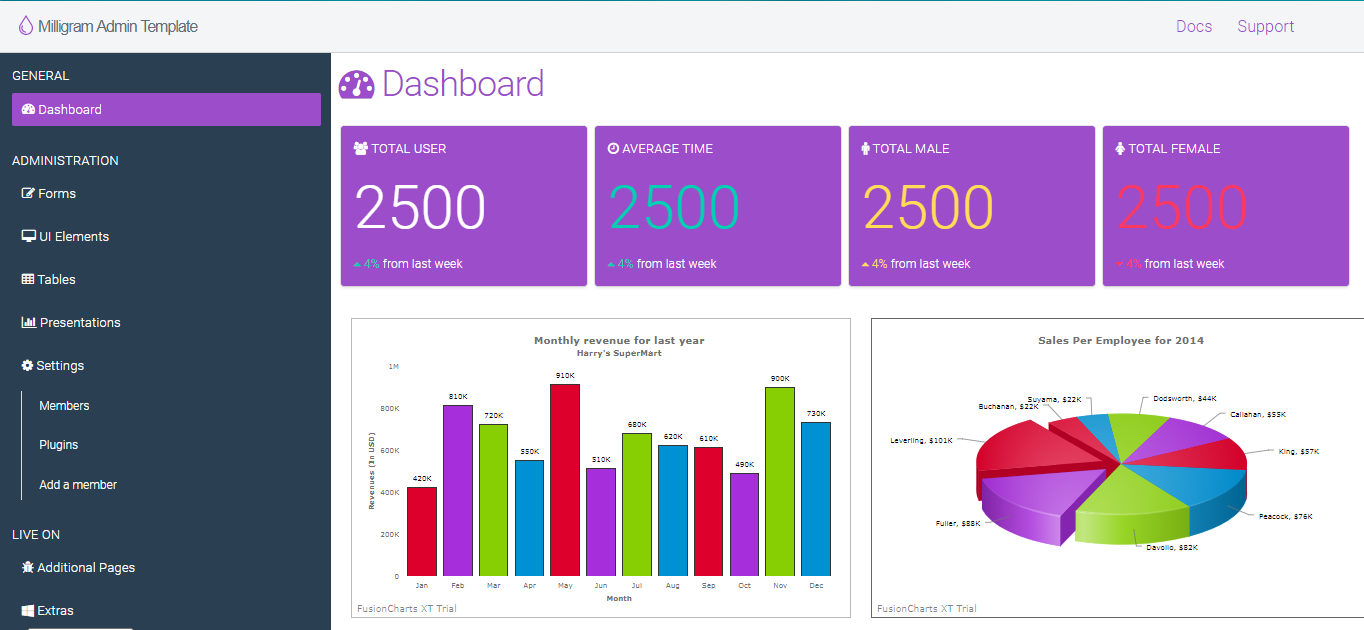 Milligram Admin Template
Docs Support
GENERAL
Dashboard
ADMINISTRATION
Forms
UI Elements
Tables
Presentations
Settings
Members
Plugins
Add a member
LIVE ON
Additional Pages
Extras
Dashboard
TOTAL USER
2500
4% from last week
AVERAGE TIME
2500
4% from last week
TOTAL MALE
2500
4% from last week
TOTAL FEMALE
2500
4% from last week
Monthly revenue for last year
Harry's SuperMart
Revenues (In USD)
1M
800K
600K
400K
200K
0
420K
810K
720K
550K
910K
510K
680K
620K
610K
490K
900K
730K
Jan Feb Mar Apr May Jun Jul Aug Sep Oct Nov Dec
Month
FusionCharts XT Trial
Sales Per Employee for 2014
Suyama, $22K
Dodsworth, $44K
Buchanan, $22K
Callahan, $55K
Leverling, $101K
King, $57K
Fuller, $88K
Peacock, $76K
Davolio, $82K
FusionCharts XT Trial